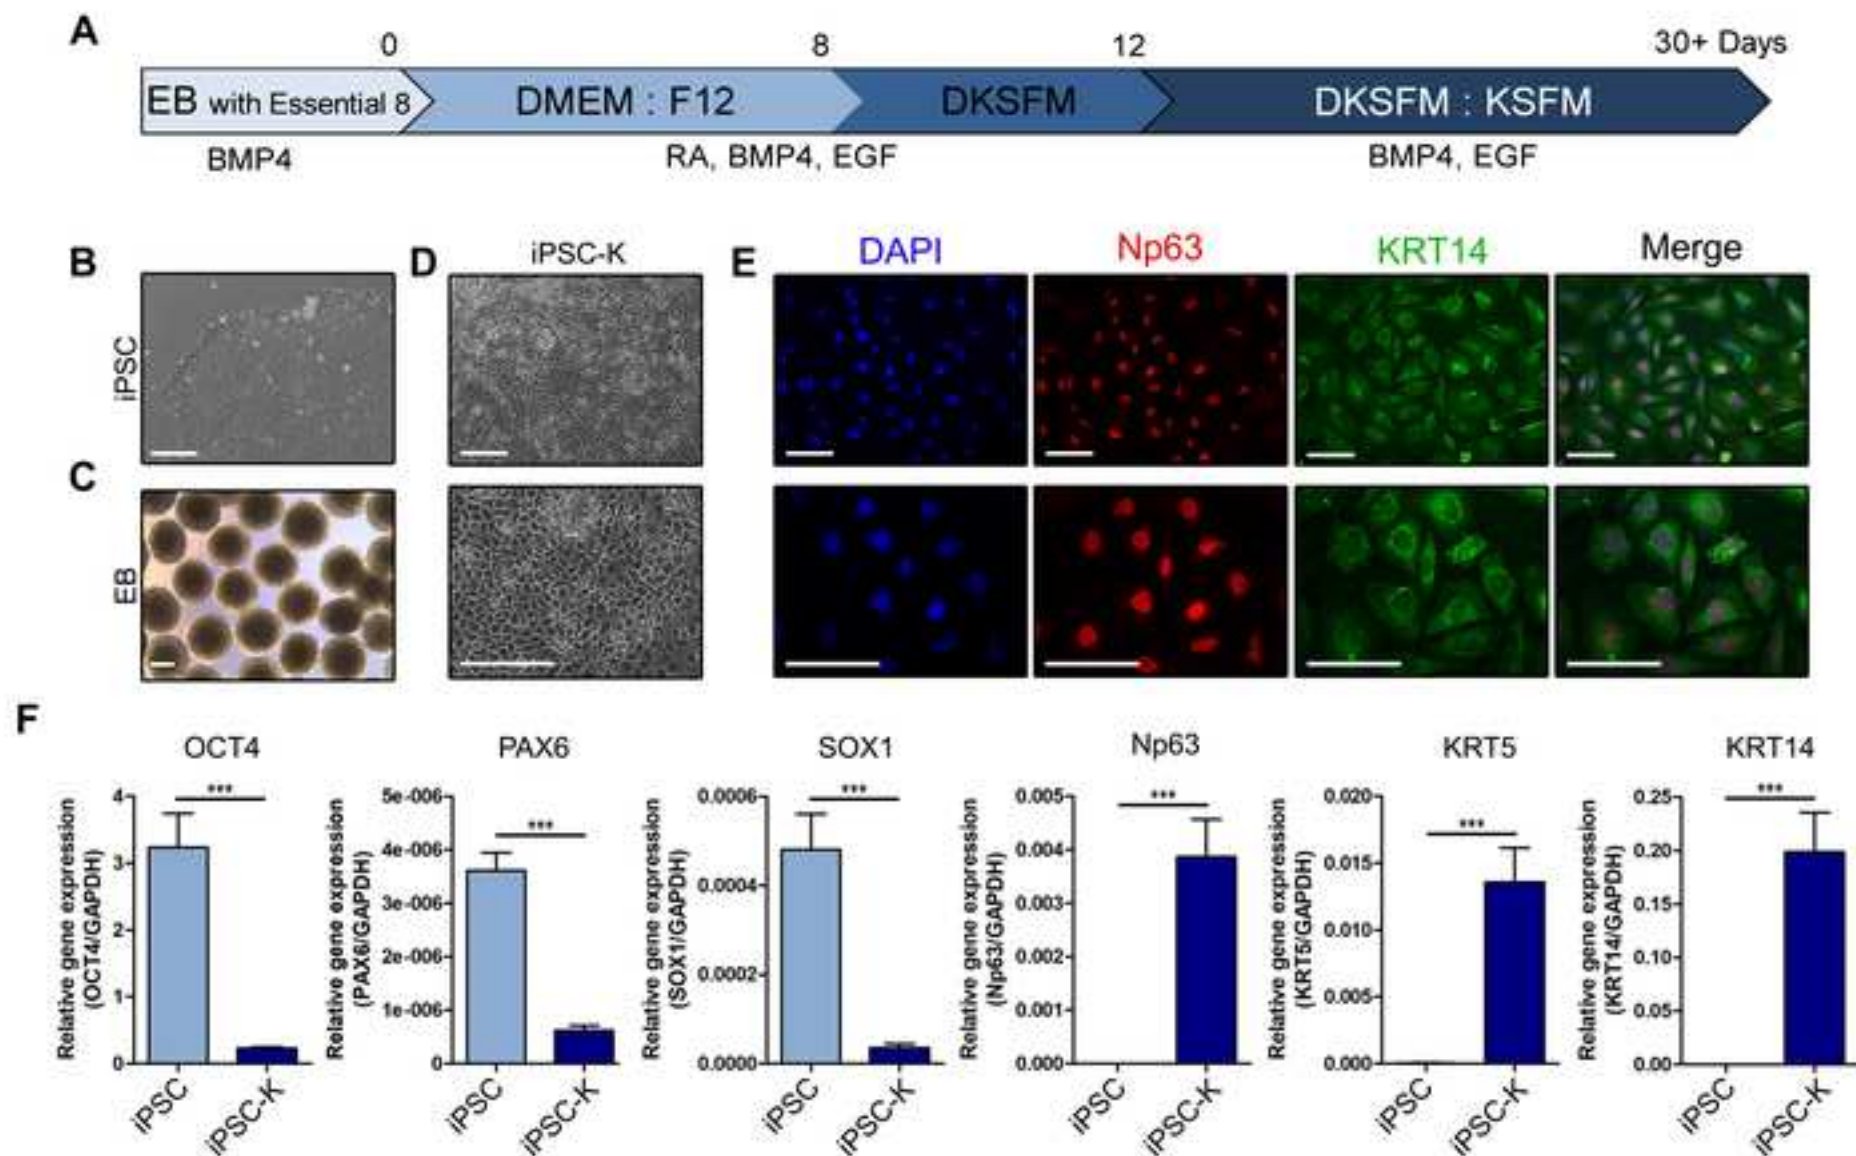 A
0 8 12 30+ Days
EB with Essential 8 DMEM : F12 DKSFM DKSFM : KSFM
BMP4 RA, BMP4, EGF BMP4, EGF
B D iPSC-K E DAPI Np63 KRT14 Merge
iPSC
C
EB
F
OCT4
Relative gene expression
(OCT4/GAPDH)
4
3
2
1
0
***
iPSC iPSC-K
PAX6
Relative gene expression
(PAX6/GAPDH)
5e-006
4e-006
3e-006
2e-006
1e-006
0
***
iPSC iPSC-K
SOX1
Relative gene expression
(SOX1/GAPDH)
0.0006
0.0004
0.0002
0.0000
***
iPSC iPSC-K
Np63
Relative gene expression
(Np63/GAPDH)
0.005
0.004
0.003
0.002
0.001
0.000
***
iPSC iPSC-K
KRT5
Relative gene expression
(KRT5/GAPDH)
0.020
0.015
0.010
0.005
0.000
***
iPSC iPSC-K
KRT14
Relative gene expression
(KRT14/GAPDH)
0.25
0.20
0.15
0.10
0.05
0.00
***
iPSC iPSC-K